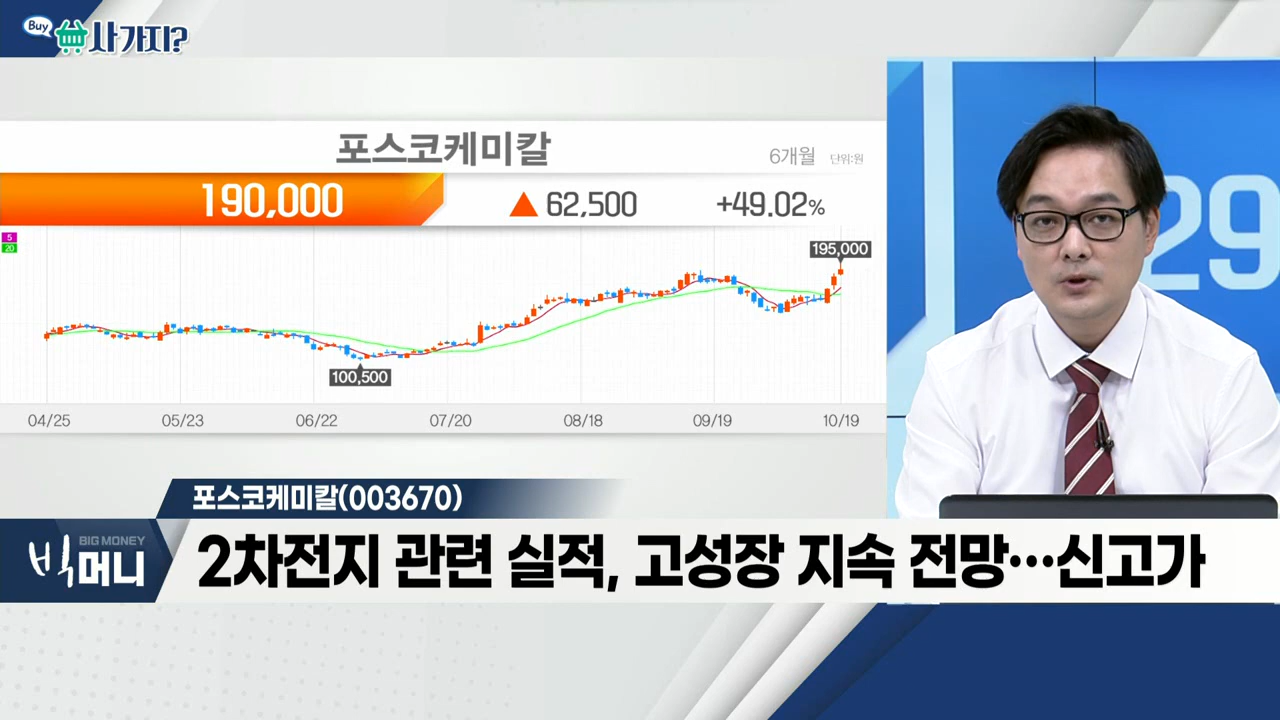 Buy
사 가지?
포스코케미칼
6개월 단위:원
190,000 ▲ 62,500 +49.02%
5
20
195,000
100,500
04/25 05/23 06/22 07/20 08/18 09/19 10/19
29
포스코케미칼(003670)
BIG MONEY
빅머니
2차전지 관련 실적, 고성장 지속 전망…신고가